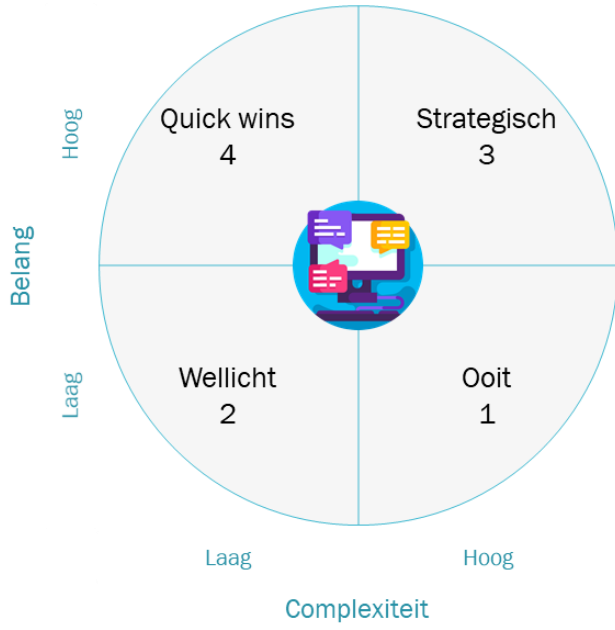 Quick wins
4
Strategisch
3
Hoog
Belang
Laag
Wellicht
2
Ooit
1
Laag
Hoog
Complexiteit